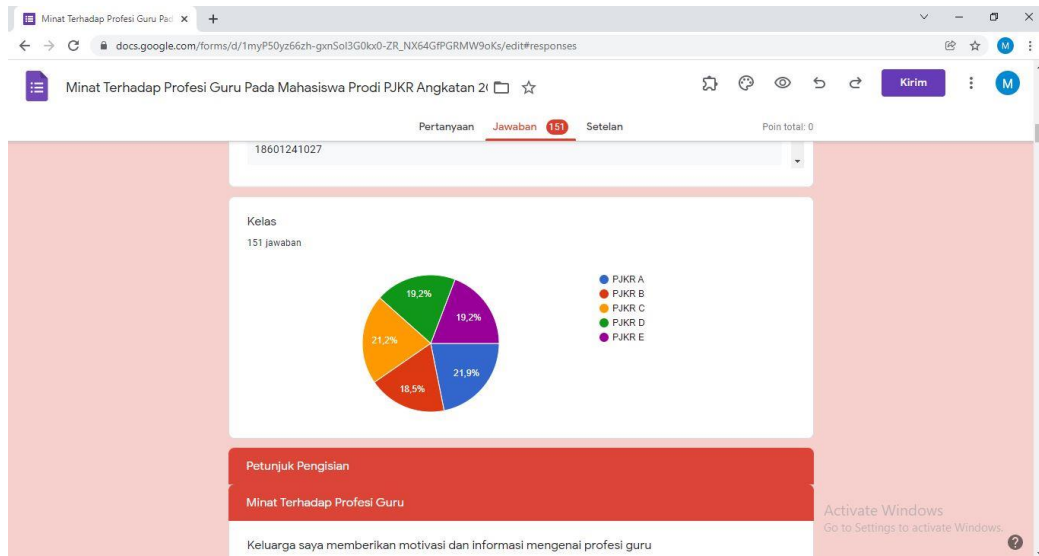 Minat Terhadap Profesi Guru Pad
docs.google.com/forms/d/1myP50yz66zh-gxnSol3G0kx0-ZR_NX64GfPGRMW9oKs/edit#responses
M
Minat Terhadap Profesi Guru Pada Mahasiswa Prodi PJKR Angkatan 2
Kirim
M
Pertanyaan Jawaban 151 Setelan
Poin total: 0
18601241027
Kelas
151 jawaban
PJKR A
PJKR B
PJKR C
PJKR D
PJKR E
19,2%
19,2%
21,2%
21,9%
18,5%
Petunjuk Pengisian
Minat Terhadap Profesi Guru
Keluarga saya memberikan motivasi dan informasi mengenai profesi guru
Activate Windows
Go to Settings to activate Windows.